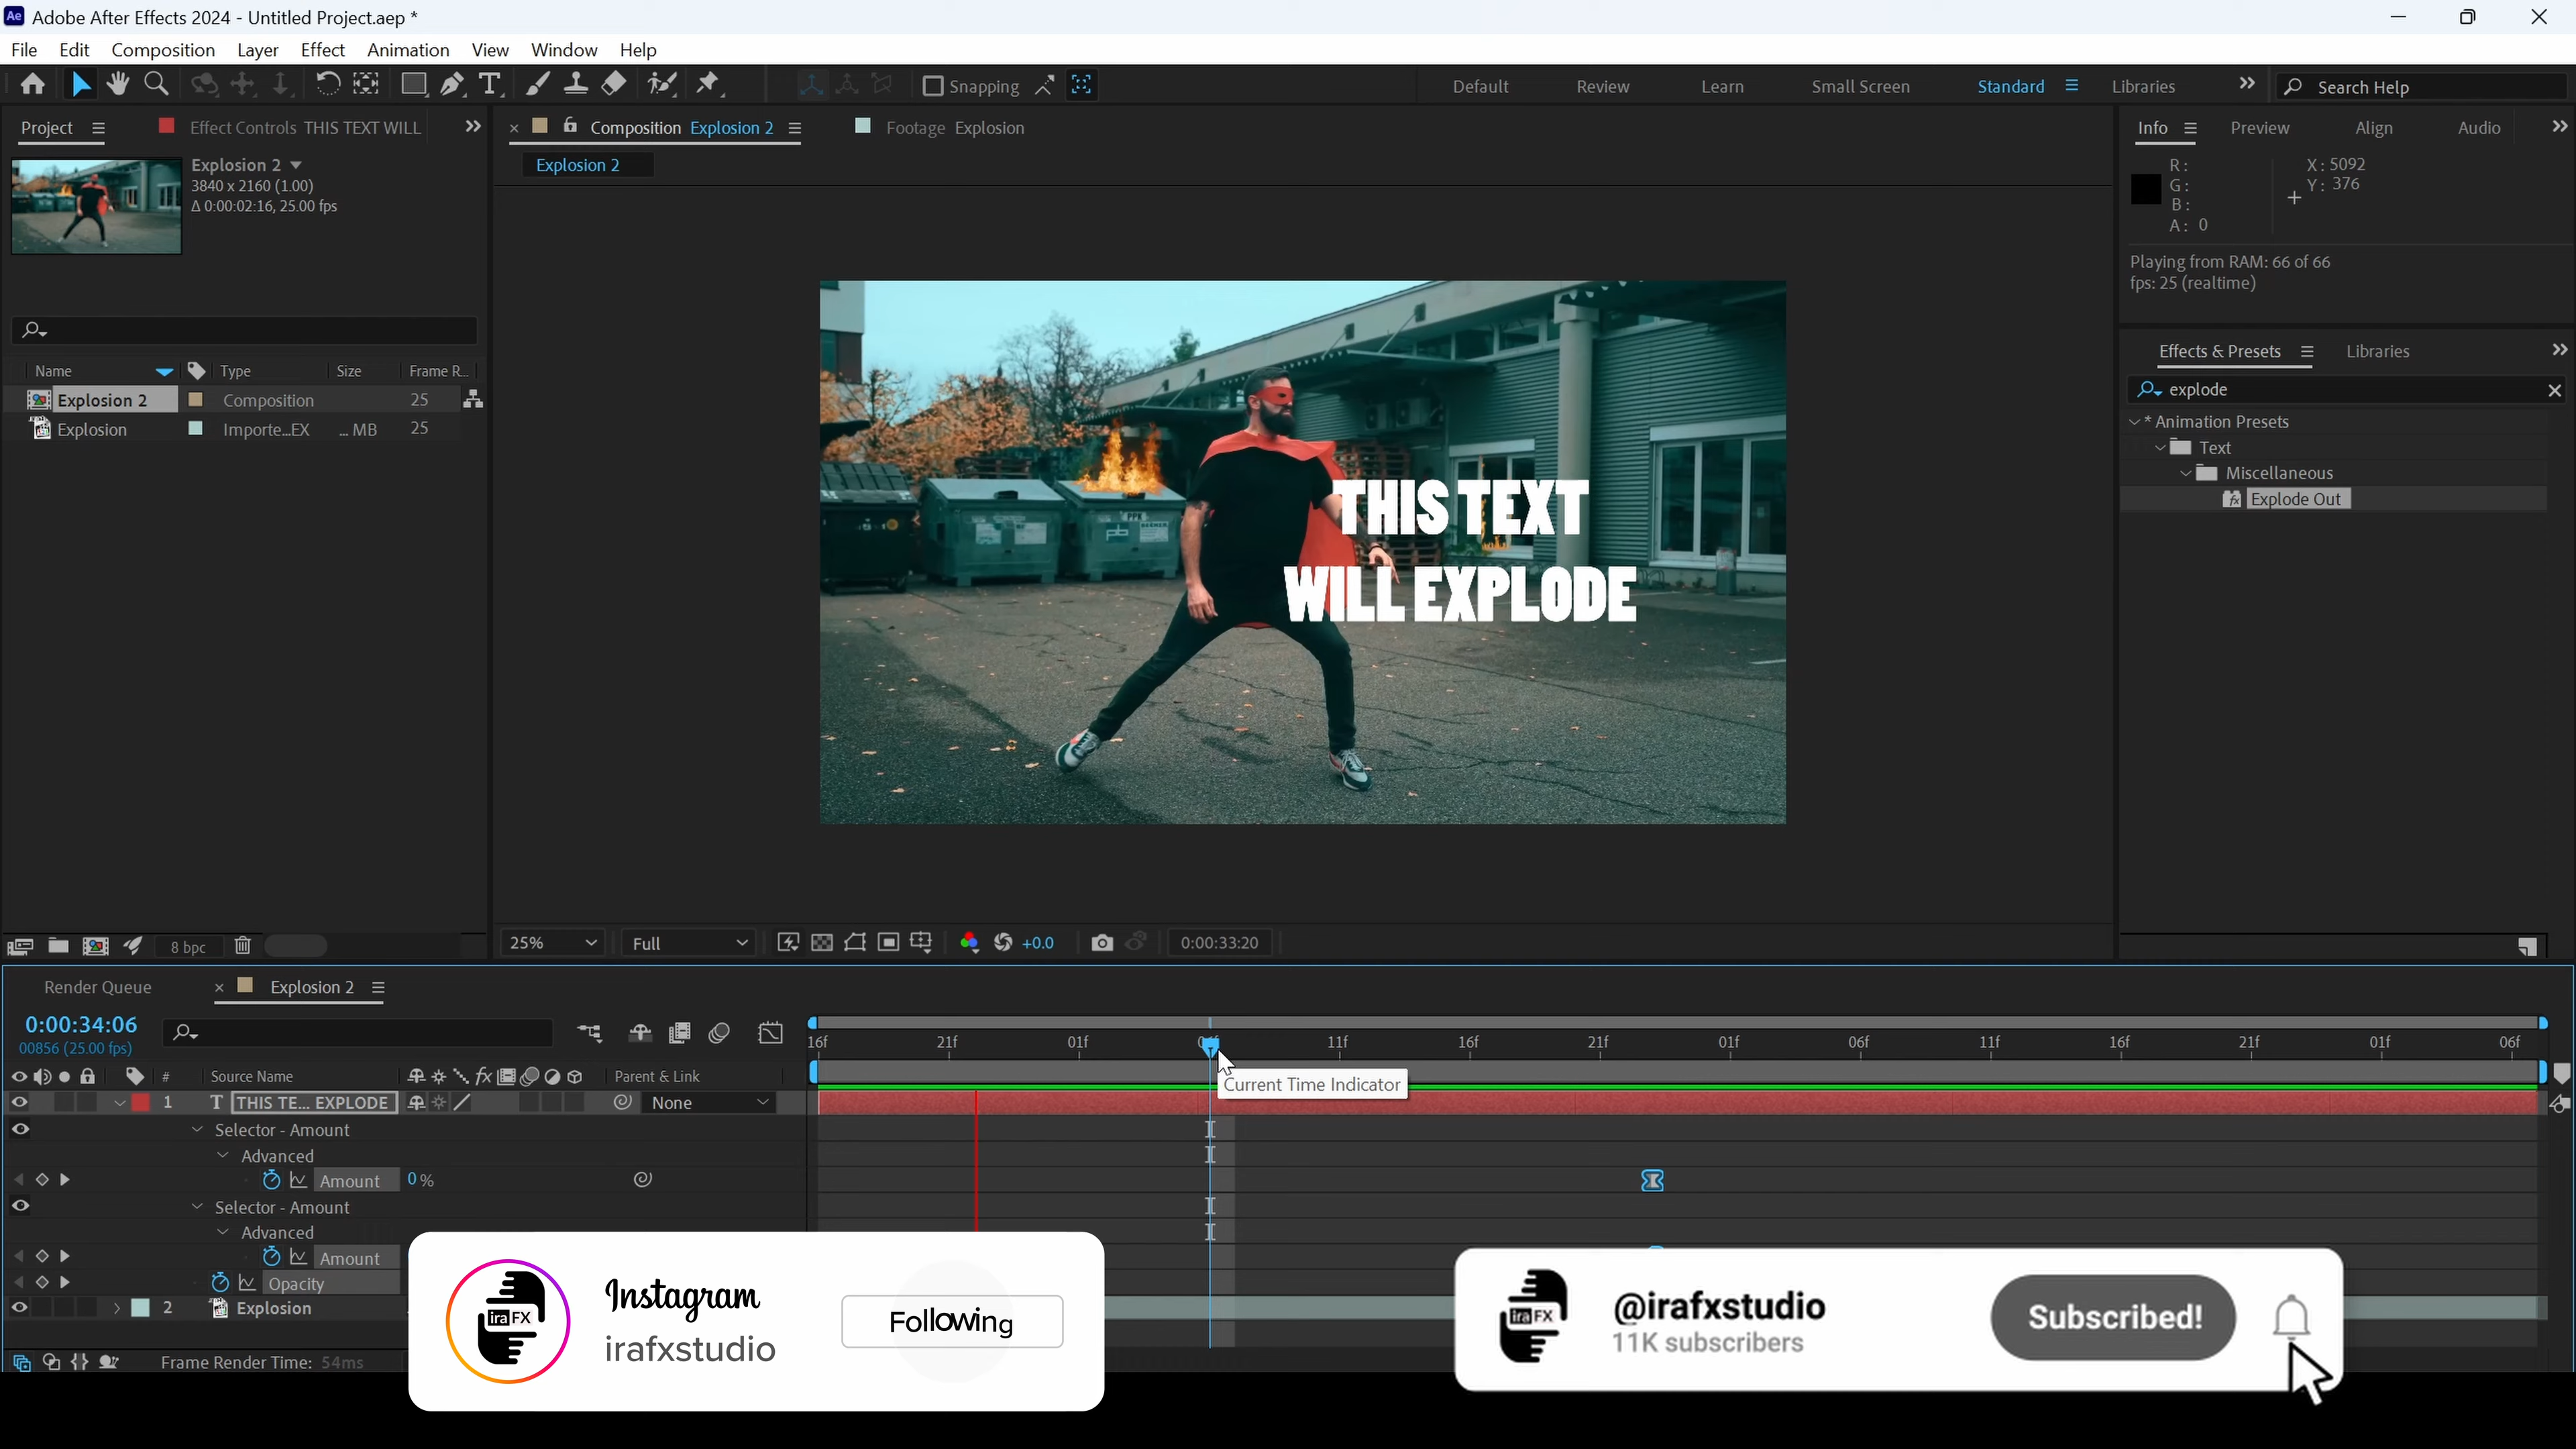 Ae Adobe After Effects 2024 - Untitled Project.aep *
File Edit Composition Layer Effect Animation View Window Help
Snapping
Default Review Learn Small Screen Standard Libraries Search Help
Project Effect Controls THIS TEXT WILL
Composition Explosion 2
Footage Explosion
Info Preview Align Audio
Explosion 2
3840 x 2160 (1.00)
Δ 0:00:02:16, 25.00 fps
Explosion 2
R:
G:
B:
A: 0
X: 5092
Y: 376
Playing from RAM: 66 of 66
fps: 25 (realtime)
Effects & Presets Libraries
explode
* Animation Presets
Text
Miscellaneous
Explode Out
Name Type Size Frame R...
Explosion 2 Composition 25
Explosion Importe...EX ... MB 25
THIS TEXT
WILL EXPLODE
8 bpc
25% Full +0.0 0:00:33:20
Render Queue Explosion 2
0:00:34:06
00856 (25.00 fps)
16f 21f 01f 11f 16f 21f 01f 06f 11f 16f 21f 01f 06f
# Source Name fx Parent & Link
Current Time Indicator
1 T THIS TE... EXPLODE None
Selector - Amount
Advanced
Amount 0 %
Selector - Amount
Advanced
Amount
Opacity
2 Explosion
Frame Render Time: 54ms
iraFX
Instagram
irafxstudio
Following
iraFX
@irafxstudio
11K subscribers
Subscribed!